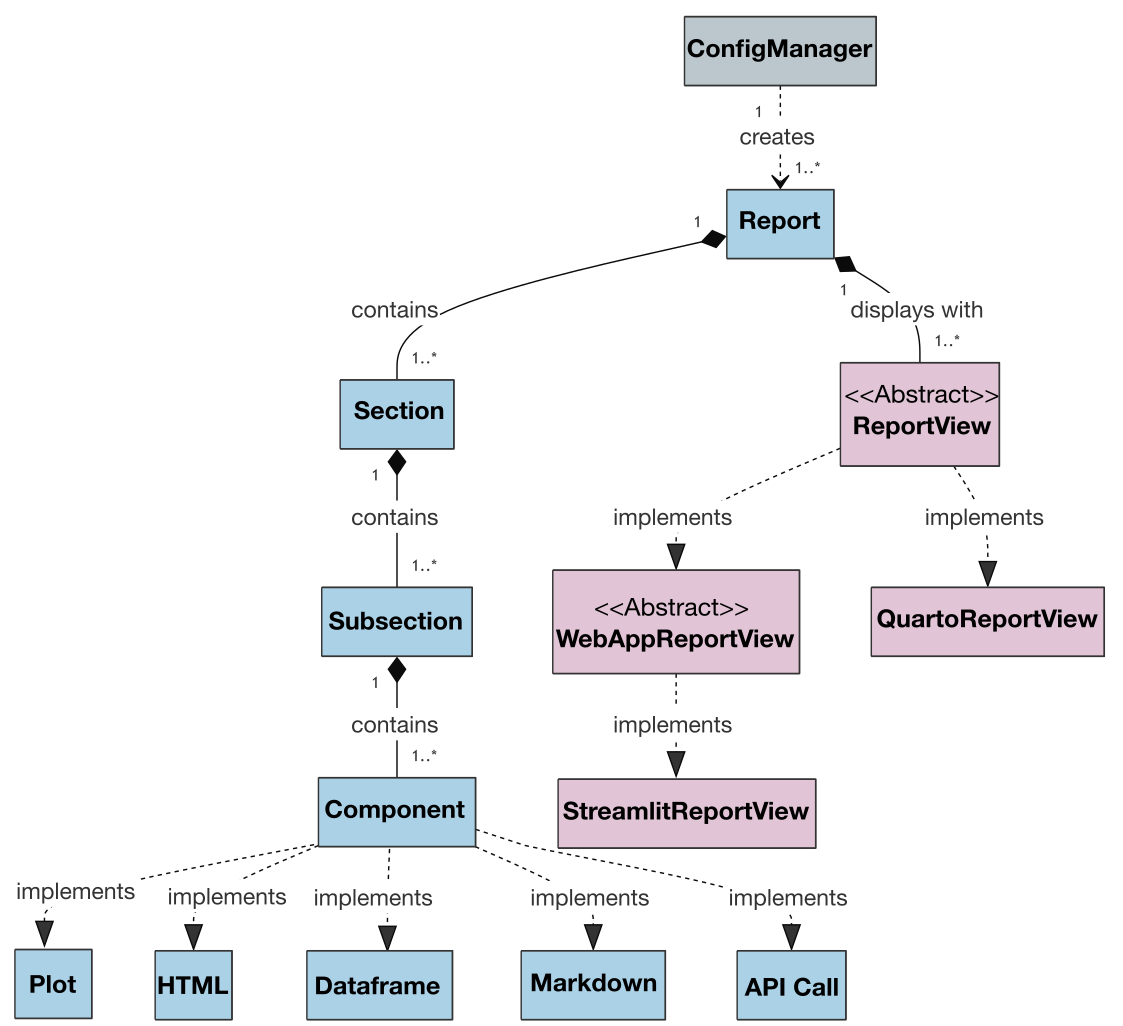 ConfigManager
1
creates
1..*
Report
1
1
contains
displays with
1..*
1..*
Section
<<Abstract>>
ReportView
1
contains
implements
implements
1..*
Subsection
<<Abstract>>
WebAppReportView
QuartoReportView
1
contains
implements
1..*
Component
StreamlitReportView
implements
implements
implements
implements
implements
Plot
HTML
Dataframe
Markdown
API Call